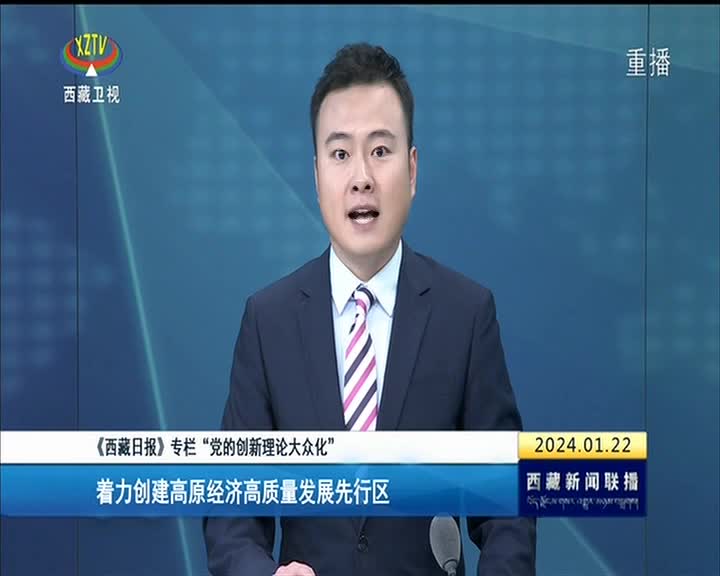 XZTV
西藏卫视
重播
《西藏日报》专栏“党的创新理论大众化”
2024.01.22
着力创建高原经济高质量发展先行区
西藏新闻联播